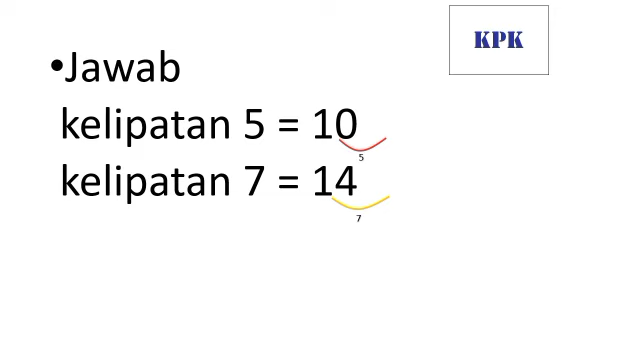 KPK
•Jawab
kelipatan 5 = 10
5
kelipatan 7 = 14
7